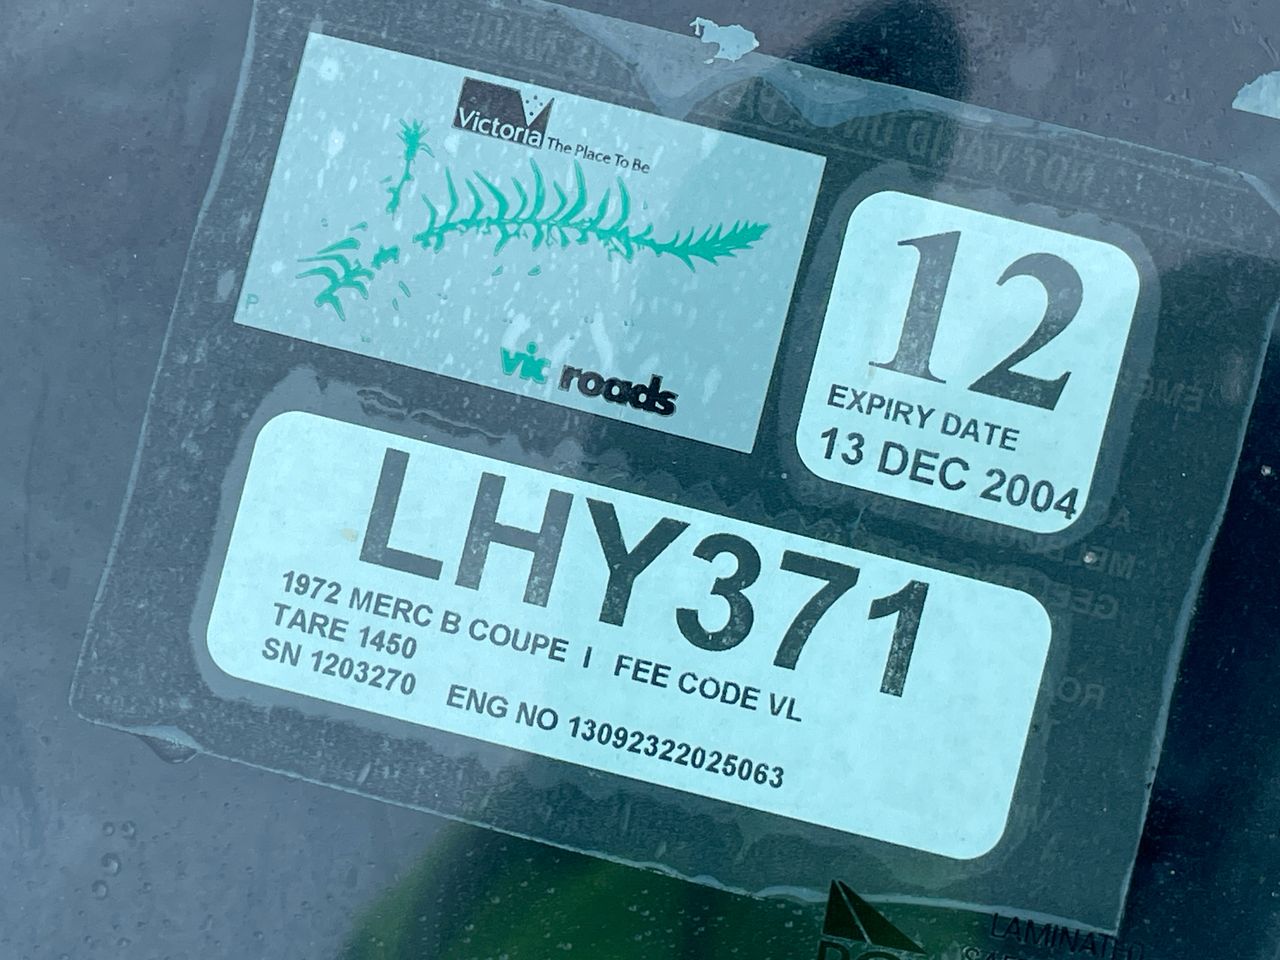 Victoria The Place To Be
P
vic roads
12
EXPIRY DATE
13 DEC 2004
LHY371
1972 MERC B COUPE I FEE CODE VL
TARE 1450
SN 1203270 ENG NO 13092322025063
LAMINATED